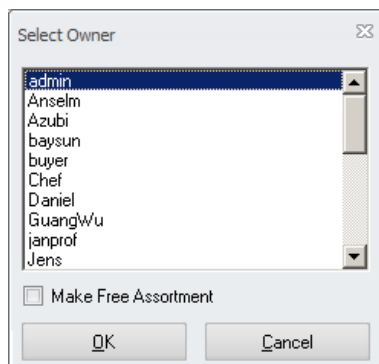 Select Owner
admin
Anselm
Azubi
baysun
buyer
Chef
Daniel
GuangWu
janprof
Jens
Make Free Assortment
OK
Cancel